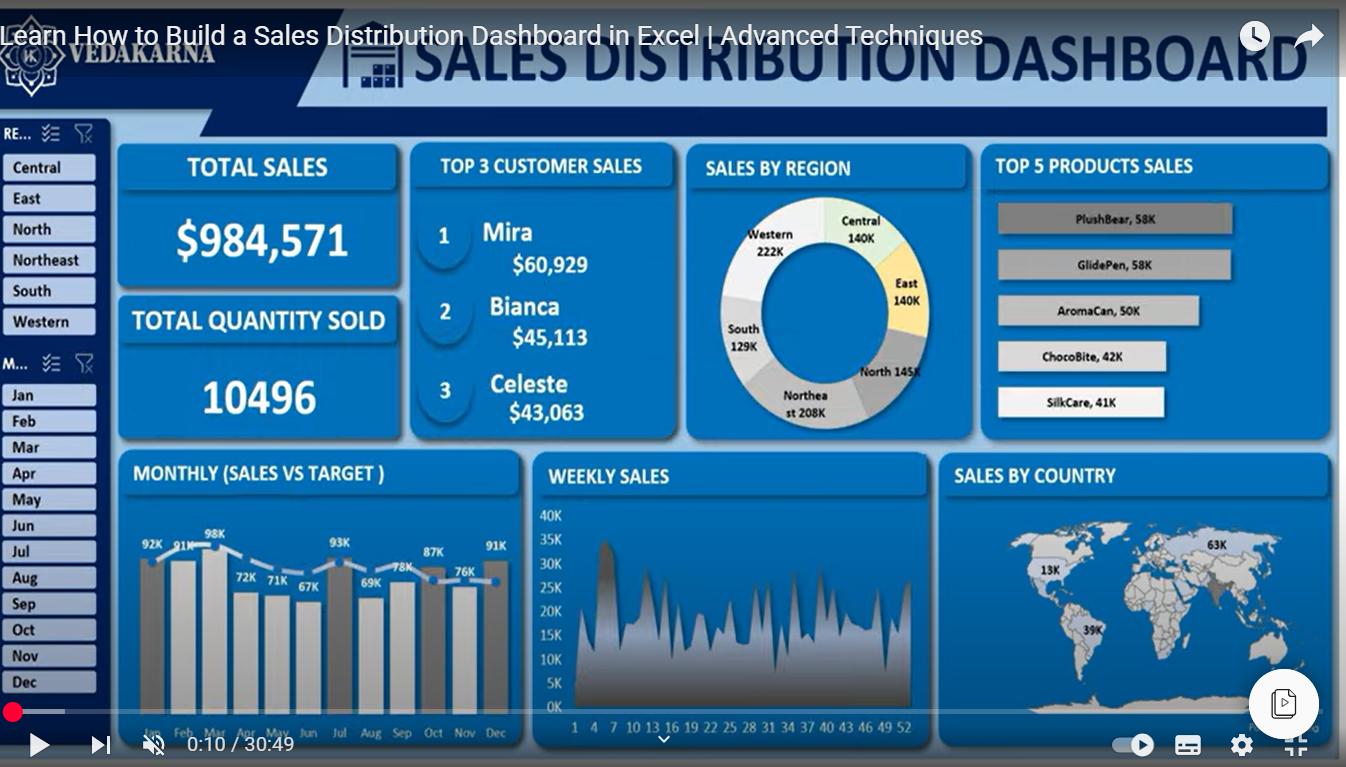 Learn How to Build a Sales Distribution Dashboard in Excel | Advanced Techniques
VEDAKARNA
SALES DISTRIBUTION DASHBOARD
RE...
Central
East
North
Northeast
South
Western
M...
Jan
Feb
Mar
Apr
May
Jun
Jul
Aug
Sep
Oct
Nov
Dec
TOTAL SALES
$984,571
TOTAL QUANTITY SOLD
10496
TOP 3 CUSTOMER SALES
1 Mira
$60,929
2 Bianca
$45,113
3 Celeste
$43,063
SALES BY REGION
Central
140K
East
140K
North 145K
Northea
st 208K
South
129K
Western
222K
TOP 5 PRODUCTS SALES
PlushBear, 58K
GlidePen, 58K
AromaCan, 50K
ChocoBite, 42K
SilkCare, 41K
MONTHLY (SALES VS TARGET )
92K 91K 98K 72K 71K 67K 93K 69K 78K 87K 76K 91K
Jan Feb Mar Apr May Jun Jul Aug Sep Oct Nov Dec
WEEKLY SALES
40K
35K
30K
25K
20K
15K
10K
5K
0K
1 4 7 10 13 16 19 22 25 28 31 34 37 40 43 46 49 52
SALES BY COUNTRY
63K
13K
39K
0:10 / 30:49